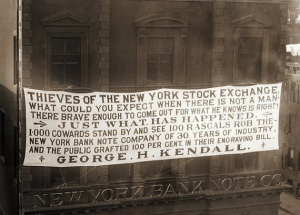 THIEVES OF THE NEW YORK STOCK EXCHANGE,
WHAT COULD YOU EXPECT WHEN THERE IS NOT A MAN
THERE BRAVE ENOUGH TO COME OUT FOR WHAT HE KNOWS IS RIGHT?
JUST WHAT HAS HAPPENED.
1000 COWARDS STAND BY AND SEE 100 RASCALS ROB THE
NEW YORK BANK NOTE COMPANY OF 30 YEARS OF INDUSTRY,
AND THE PUBLIC GRAFTED 100 PER CENT. IN THEIR ENGRAVING BILL.
GEORGE. H. KENDALL.
NEW YORK BANK NOTE CO.